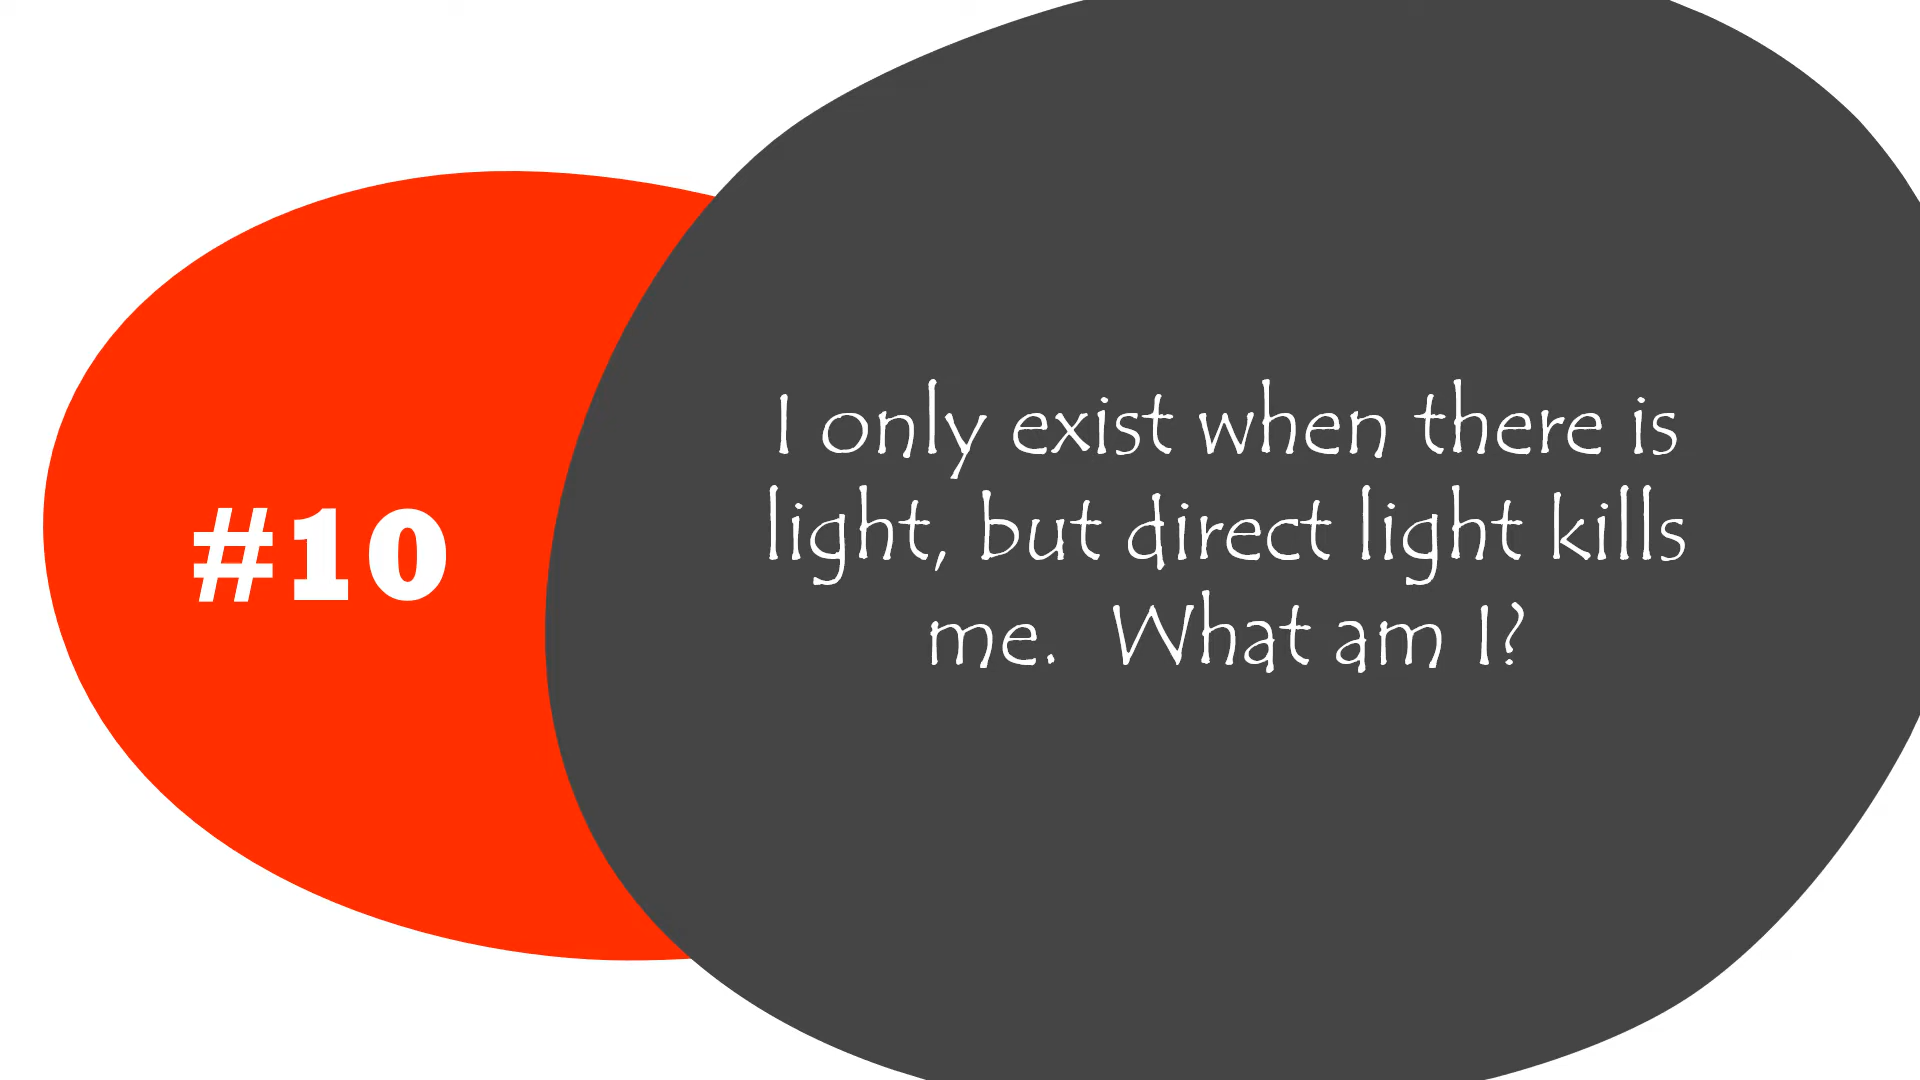 #10
I only exist when there is
light, but direct light kills
me.  What am I?